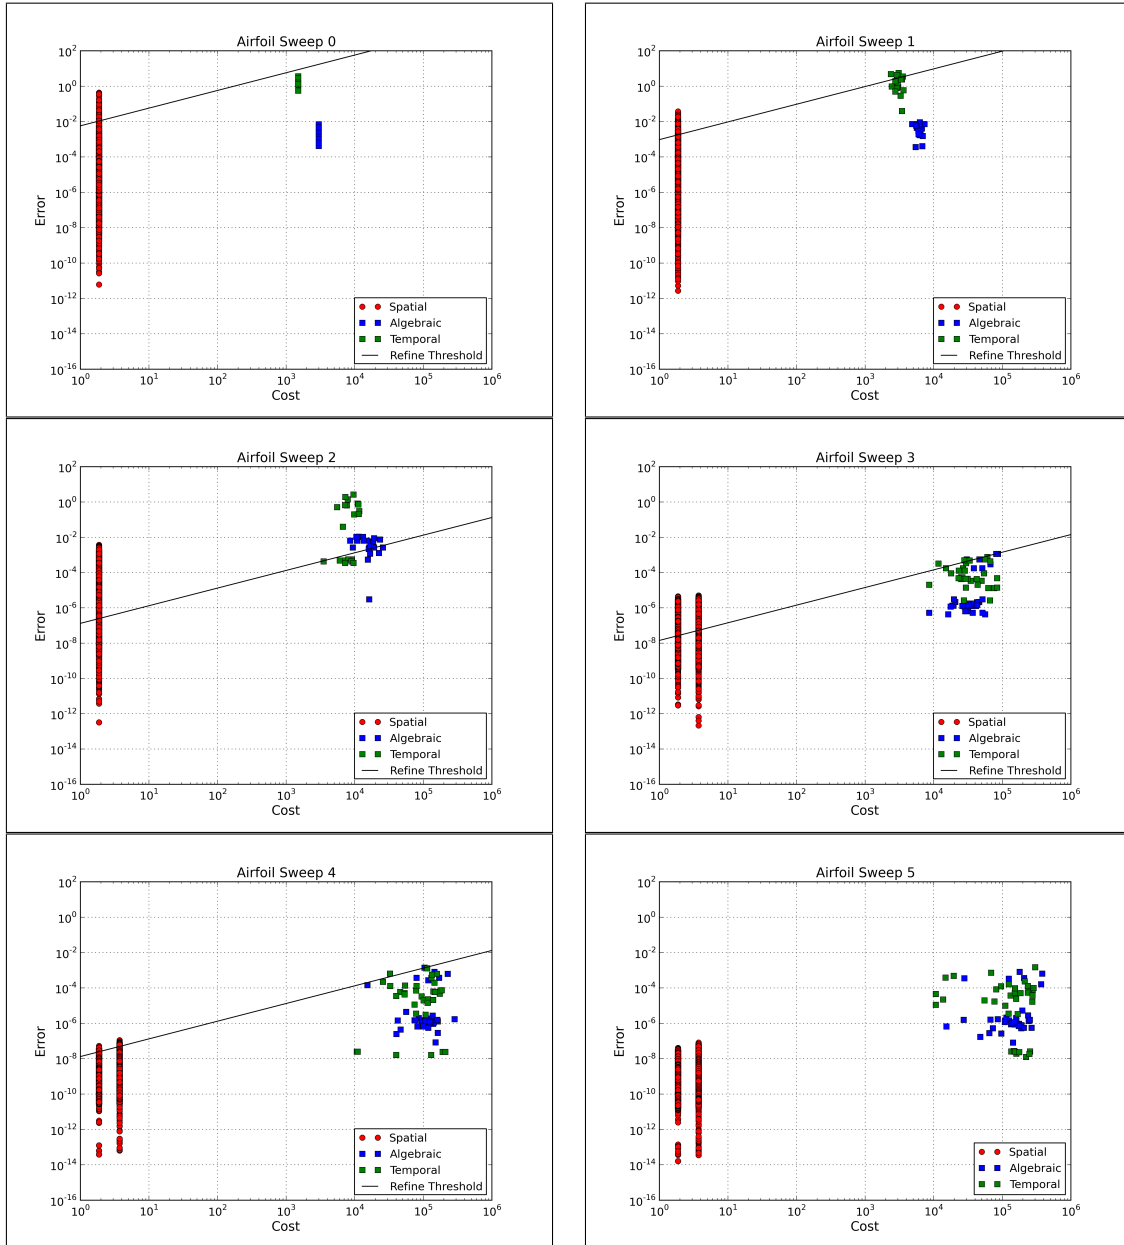 Airfoil Sweep 0
Error
10^2
10^0
10^-2
10^-4
10^-6
10^-8
10^-10
10^-12
10^-14
10^-16
Spatial
Algebraic
Temporal
Refine Threshold
10^0 10^1 10^2 10^3 10^4 10^5 10^6
Cost
Airfoil Sweep 1
Error
10^2
10^0
10^-2
10^-4
10^-6
10^-8
10^-10
10^-12
10^-14
10^-16
Spatial
Algebraic
Temporal
Refine Threshold
10^0 10^1 10^2 10^3 10^4 10^5 10^6
Cost
Airfoil Sweep 2
Error
10^2
10^0
10^-2
10^-4
10^-6
10^-8
10^-10
10^-12
10^-14
10^-16
Spatial
Algebraic
Temporal
Refine Threshold
10^0 10^1 10^2 10^3 10^4 10^5 10^6
Cost
Airfoil Sweep 3
Error
10^2
10^0
10^-2
10^-4
10^-6
10^-8
10^-10
10^-12
10^-14
10^-16
Spatial
Algebraic
Temporal
Refine Threshold
10^0 10^1 10^2 10^3 10^4 10^5 10^6
Cost
Airfoil Sweep 4
Error
10^2
10^0
10^-2
10^-4
10^-6
10^-8
10^-10
10^-12
10^-14
10^-16
Spatial
Algebraic
Temporal
Refine Threshold
10^0 10^1 10^2 10^3 10^4 10^5 10^6
Cost
Airfoil Sweep 5
Error
10^2
10^0
10^-2
10^-4
10^-6
10^-8
10^-10
10^-12
10^-14
10^-16
Spatial
Algebraic
Temporal
10^0 10^1 10^2 10^3 10^4 10^5 10^6
Cost